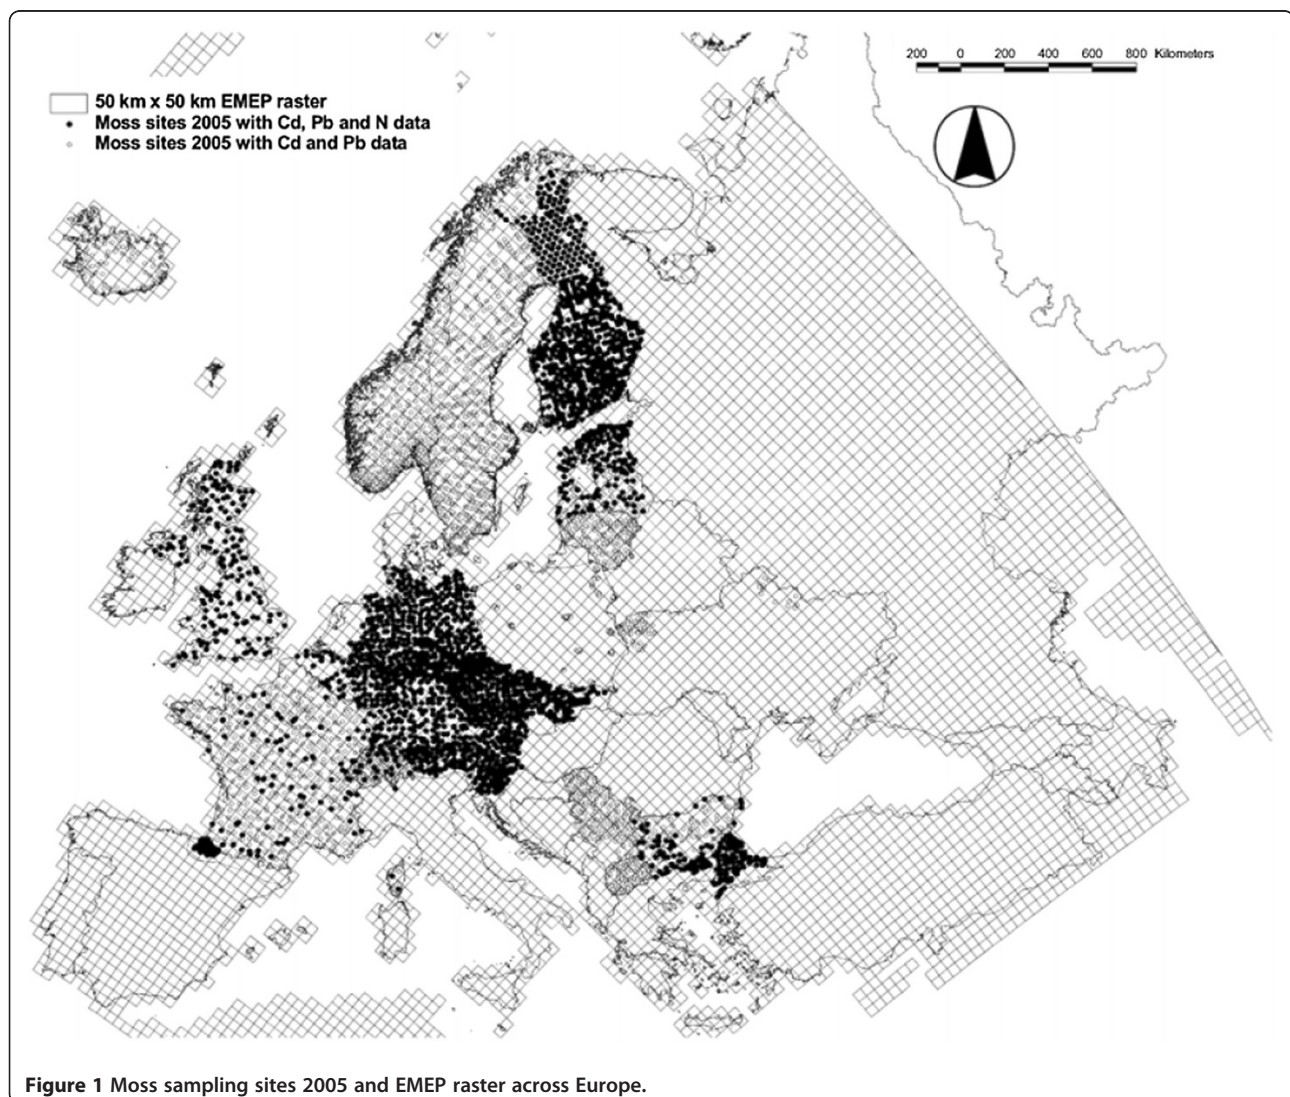 200 0 200 400 600 800 Kilometers
50 km x 50 km EMEP raster
Moss sites 2005 with Cd, Pb and N data
Moss sites 2005 with Cd and Pb data
Figure 1 Moss sampling sites 2005 and EMEP raster across Europe.